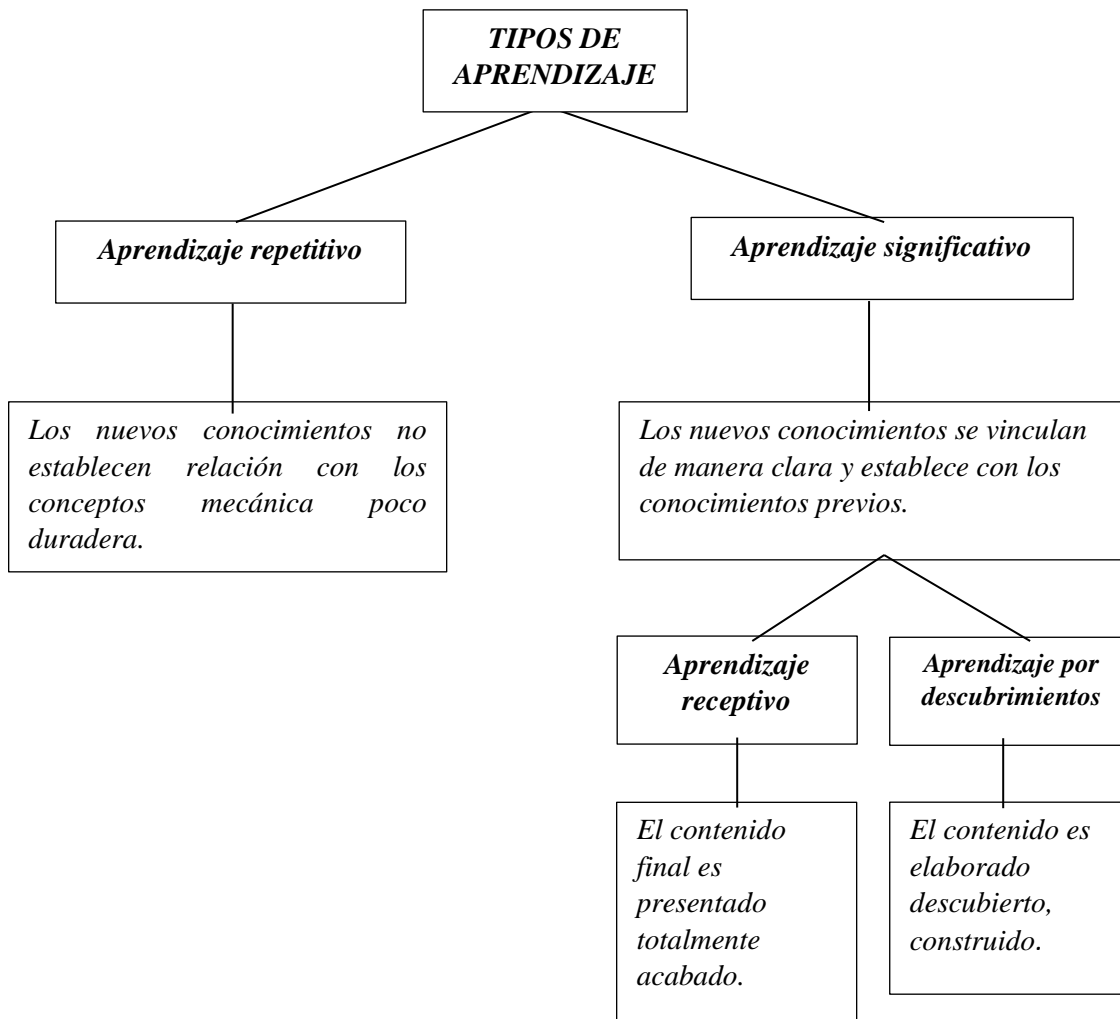 TIPOS DE
APRENDIZAJE
Aprendizaje repetitivo
Aprendizaje significativo
Los nuevos conocimientos no
establecen relación con los
conceptos mecánica poco
duradera.
Los nuevos conocimientos se vinculan
de manera clara y establece con los
conocimientos previos.
Aprendizaje
receptivo
Aprendizaje por
descubrimientos
El contenido
final es
presentado
totalmente
acabado.
El contenido es
elaborado
descubierto,
construido.